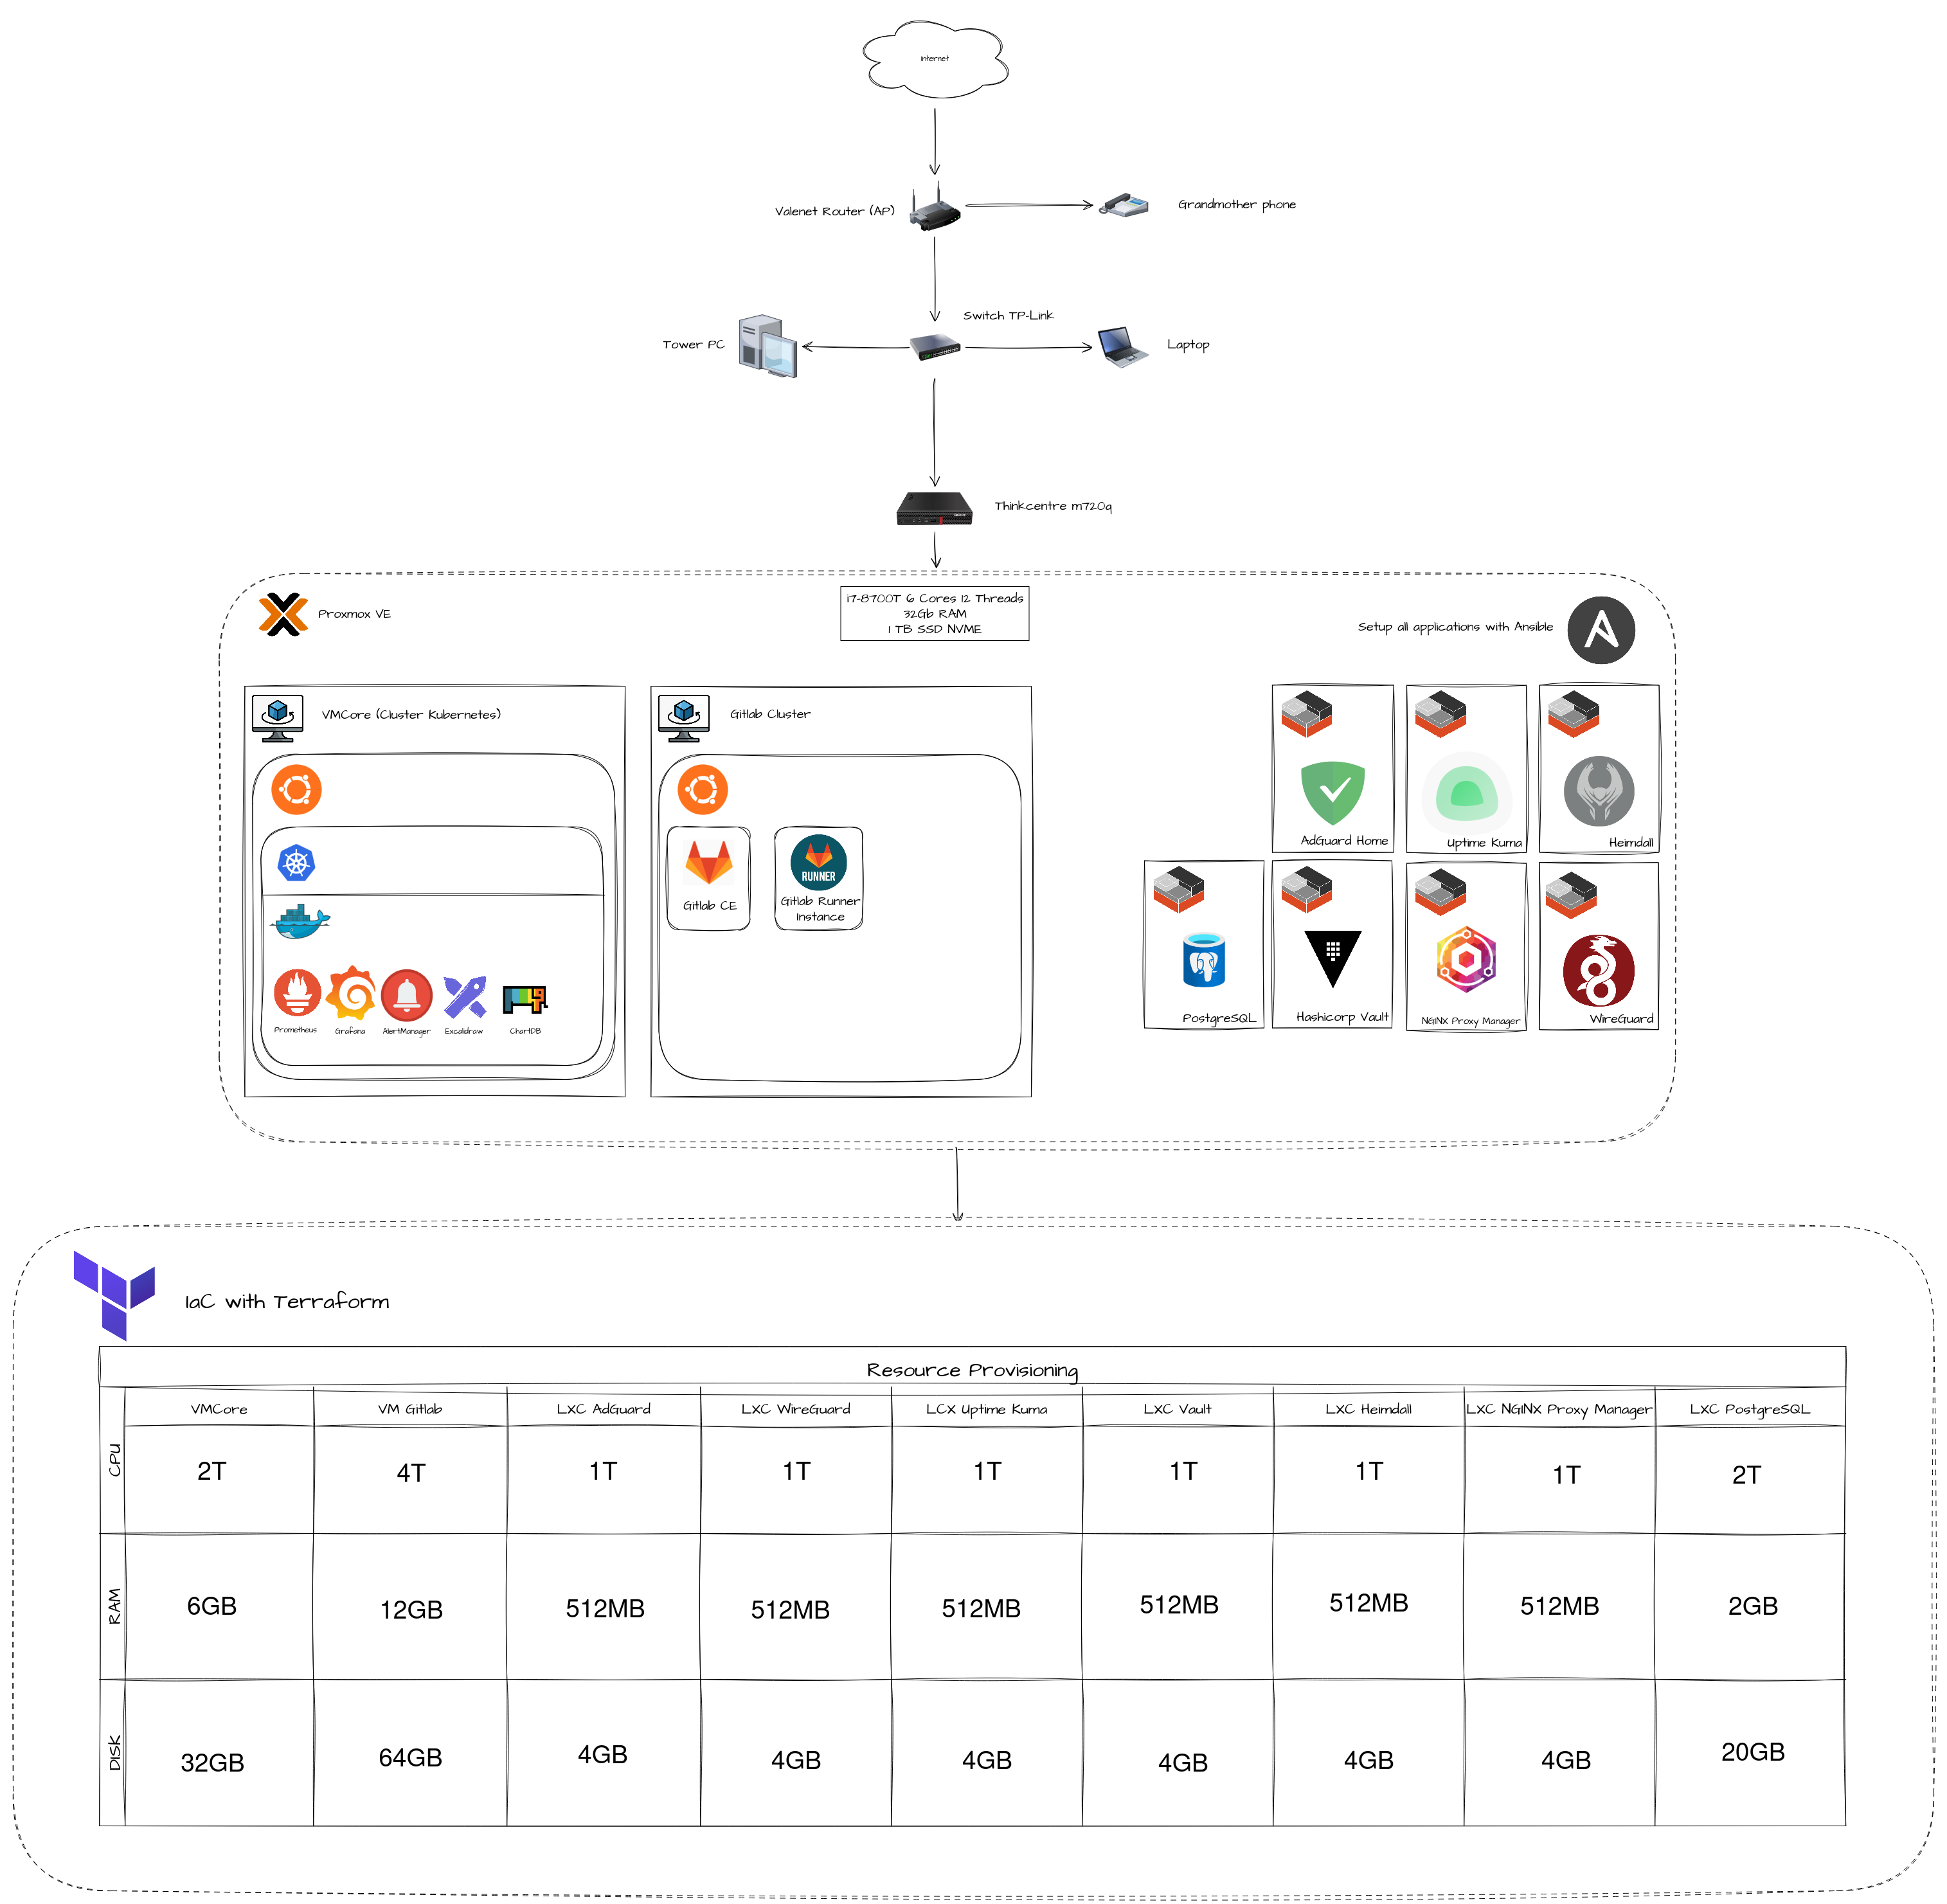 Internet
Valenet Router (AP)
Grandmother phone
Switch TP-Link
Tower PC
Laptop
Thinkcentre m720q
i7-8700T 6 Cores 12 Threads
32Gb RAM
1 TB SSD NVME
Proxmox VE
Setup all applications with Ansible
VMCore (Cluster Kubernetes)
Gitlab Cluster
AdGuard Home
Uptime Kuma
Heimdall
RUNNER
Gitlab CE
Gitlab Runner
Instance
Prometheus
Grafana
AlertManager
Excalidraw
ChartDB
PostgreSQL
Hashicorp Vault
NGINX Proxy Manager
WireGuard
IaC with Terraform
Resource Provisioning
VMCore VM Gitlab LXC AdGuard LXC WireGuard LCX Uptime Kuma LXC Vault LXC Heimdall LXC NGINX Proxy Manager LXC PostgreSQL
CPU 2T 4T 1T 1T 1T 1T 1T 1T 2T
RAM 6GB 12GB 512MB 512MB 512MB 512MB 512MB 512MB 2GB
DISK 32GB 64GB 4GB 4GB 4GB 4GB 4GB 4GB 20GB